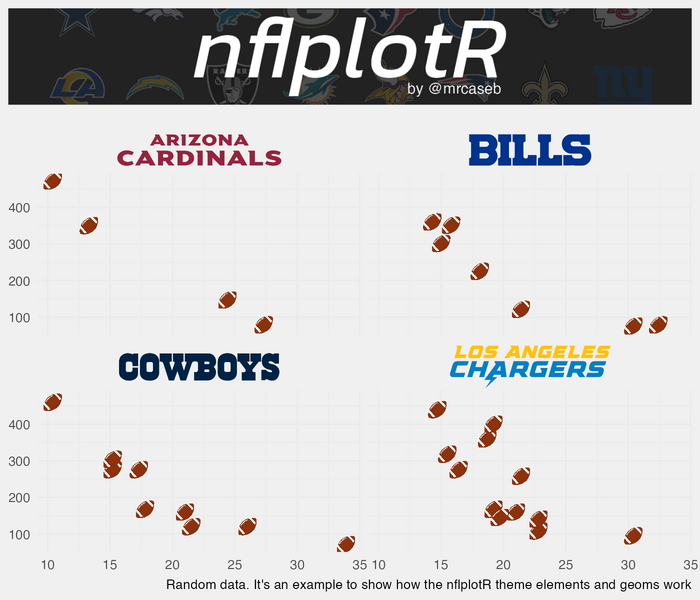 nflplotR
by @mrcaseb
ARIZONA
CARDINALS
BILLS
400
300
200
100
COWBOYS
LOS ANGELES
CHARGERS
400
300
200
100
10 15 20 25 30 35 10 15 20 25 30 35
Random data. It's an example to show how the nflplotR theme elements and geoms work